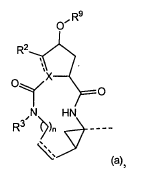 O-R⁹
R²
X
O
O
N
HN
R³
( )n
(a),